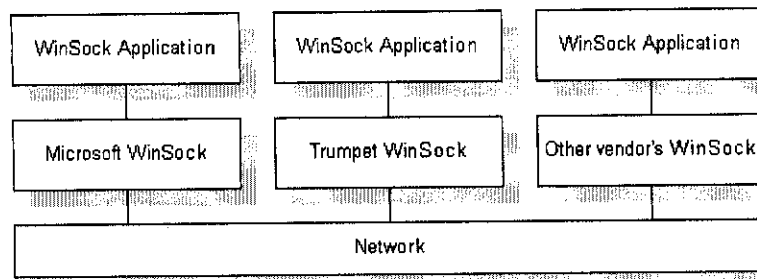 WinSock Application
WinSock Application
WinSock Application
Microsoft WinSock
Trumpet WinSock
Other vendor's WinSock
Network